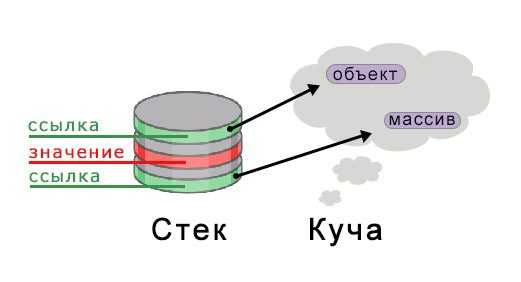 объект
массив
ссылка
значение
ссылка
Стек
Куча